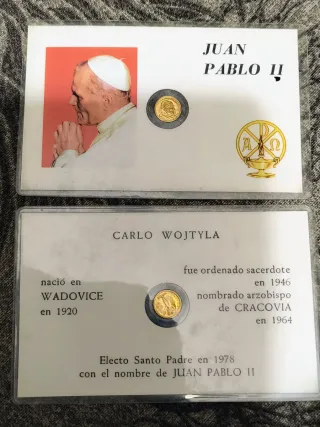 JUAN
PABLO II
A Ω
CARLO WOJTYLA
nació en
WADOVICE
en 1920
fue ordenado sacerdote
en 1946
nombrado arzobispo
de CRACOVIA
en 1964
Electo Santo Padre en 1978
con el nombre de JUAN PABLO II